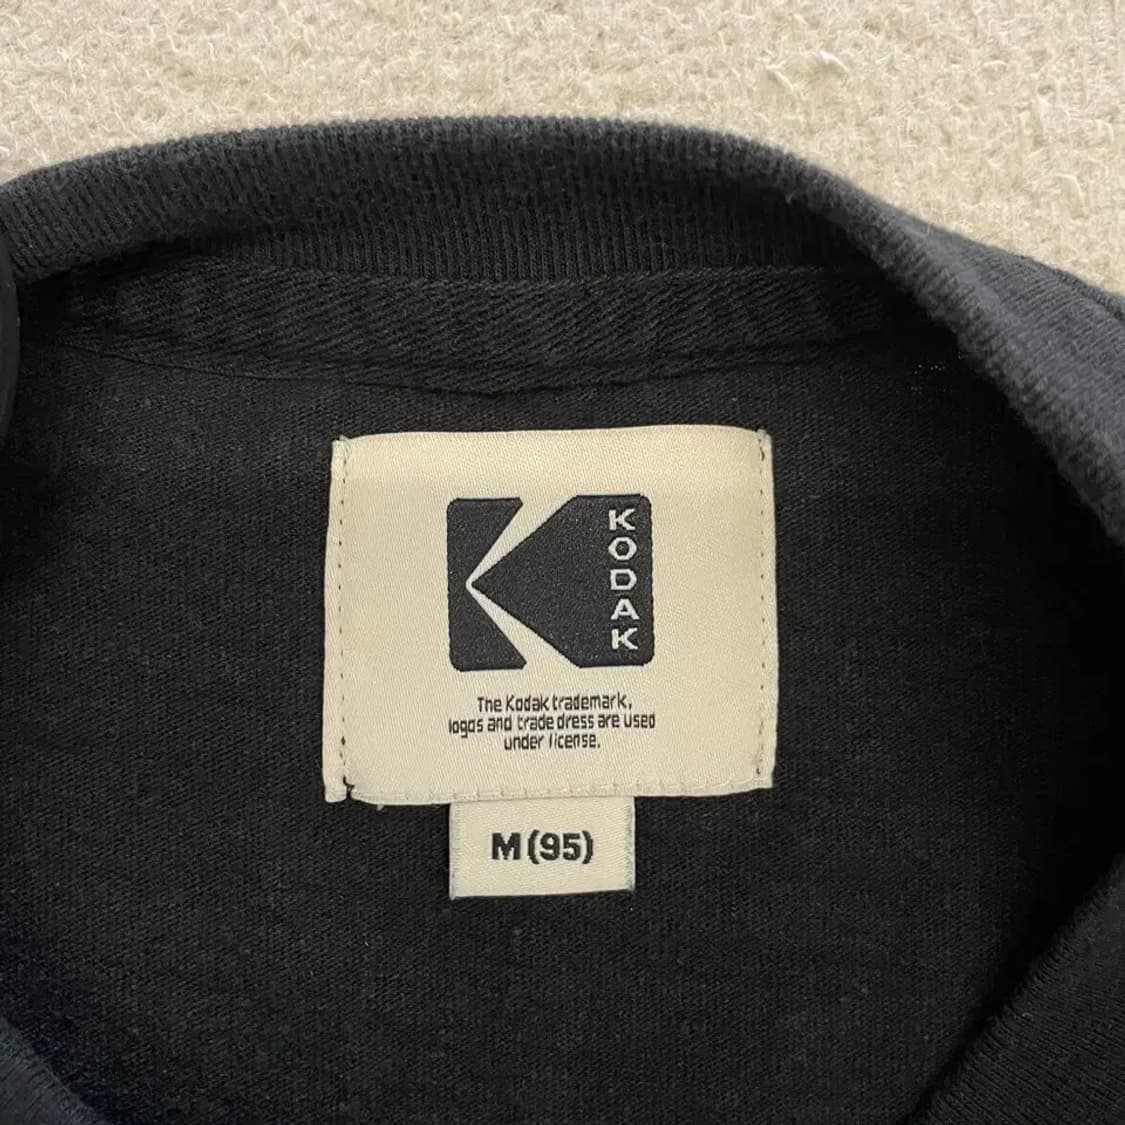 KODAK
The Kodak trademark,
logos and trade dress are used
under license.
M (95)